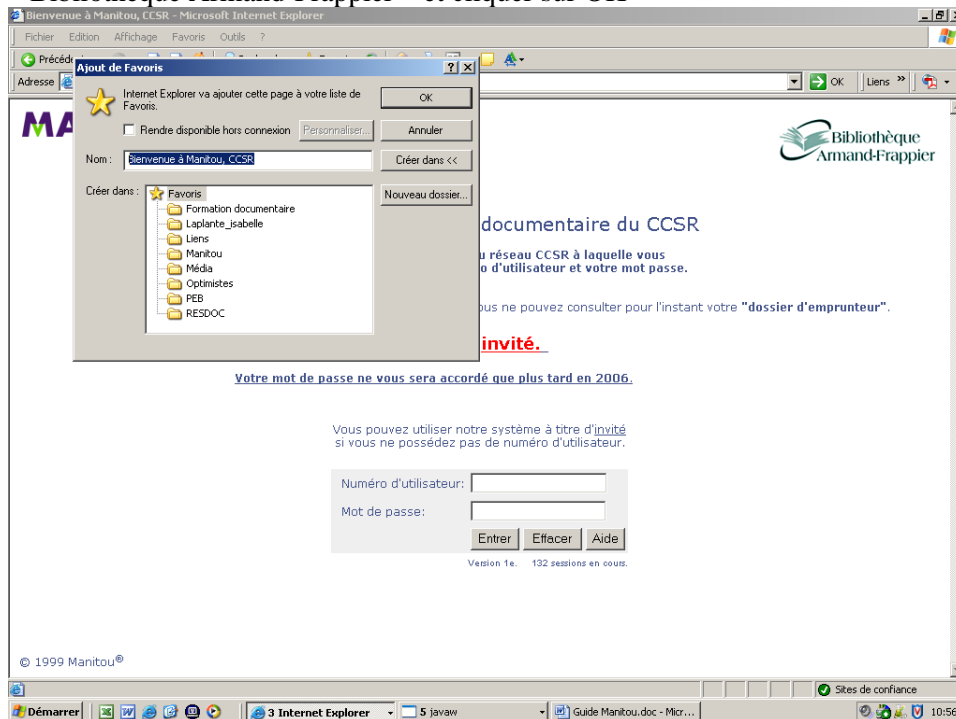 Bienvenue à Manitou, CCSR - Microsoft Internet Explorer
Fichier Edition Affichage Favoris Outils ?
Adresse
OK Liens »
Ajout de Favoris
Internet Explorer va ajouter cette page à votre liste de
Favoris.
OK
Rendre disponible hors connexion Personnaliser... Annuler
Nom : Bienvenue à Manitou, CCSR Créer dans <<
Créer dans : Favoris Nouveau dossier...
Formation documentaire
Laplante_isabelle
Liens
Manitou
Média
Optimistes
PEB
RESDOC
MA
Bibliothèque
Armand-Frappier
documentaire du CCSR
u réseau CCSR à laquelle vous
o d'utilisateur et votre mot passe.
ous ne pouvez consulter pour l'instant votre "dossier d'emprunteur".
invité.
Votre mot de passe ne vous sera accordé que plus tard en 2006.
Vous pouvez utiliser notre système à titre d'invité
si vous ne possédez pas de numéro d'utilisateur.
Numéro d'utilisateur:
Mot de passe:
Entrer Effacer Aide
Version 1e. 132 sessions en cours.
© 1999 Manitou®
Sites de confiance
Démarrer 3 Internet Explorer 5 javaw Guide Manitou.doc - Micr... 10:56